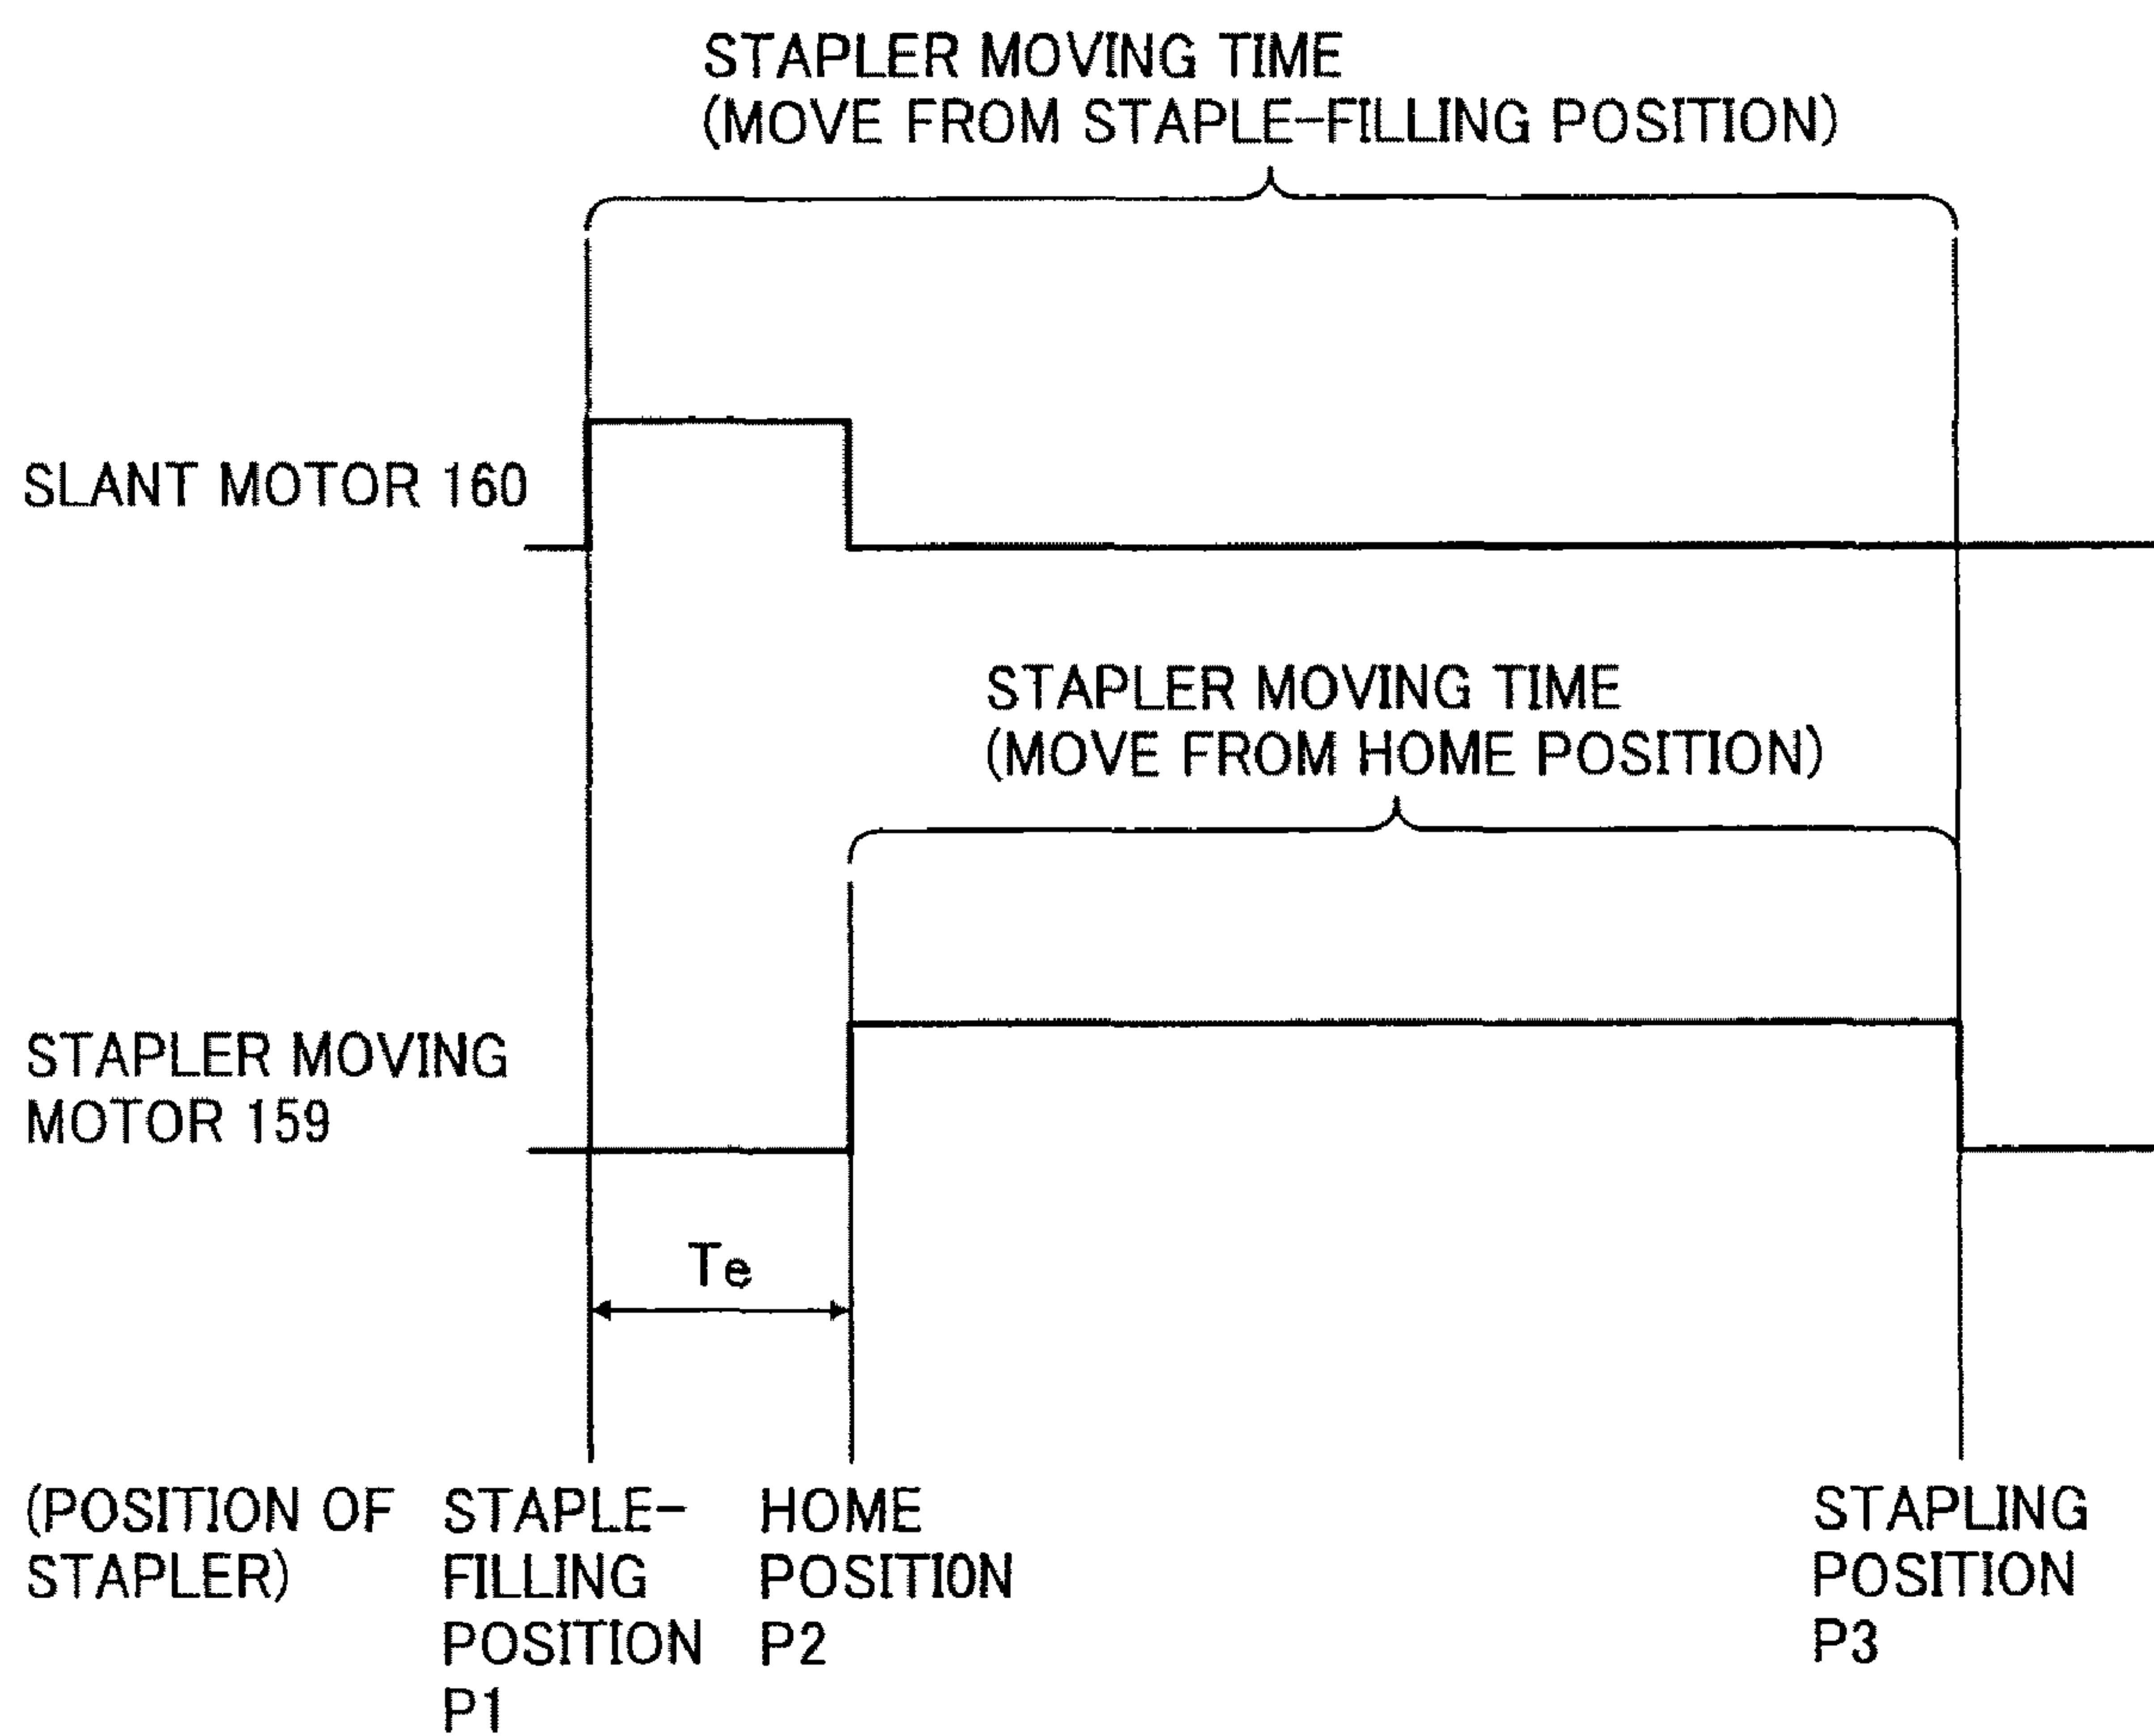 STAPLER MOVING TIME
(MOVE FROM STAPLE-FILLING POSITION)
SLANT MOTOR 160
STAPLER MOVING TIME
(MOVE FROM HOME POSITION)
STAPLER MOVING
MOTOR 159
Te
(POSITION OF
STAPLER)
STAPLE-
FILLING
POSITION
P1
HOME
POSITION
P2
STAPLING
POSITION
P3